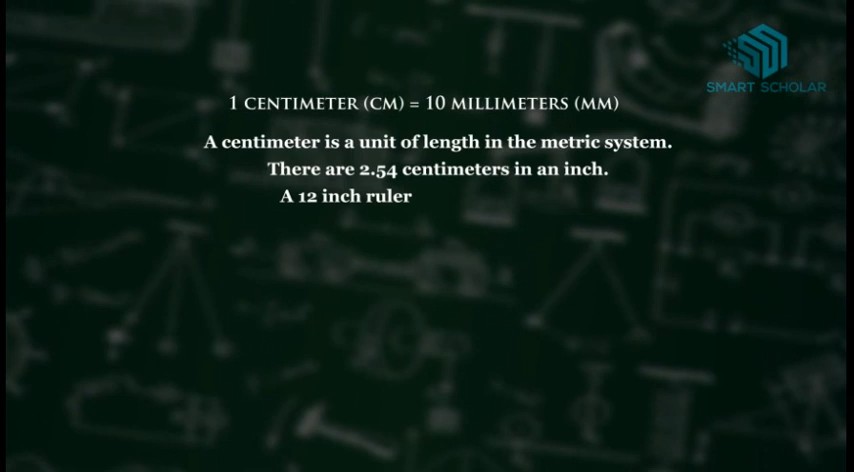 SMART SCHOLAR
1 CENTIMETER (CM) = 10 MILLIMETERS (MM)
A centimeter is a unit of length in the metric system.
There are 2.54 centimeters in an inch.
A 12 inch ruler